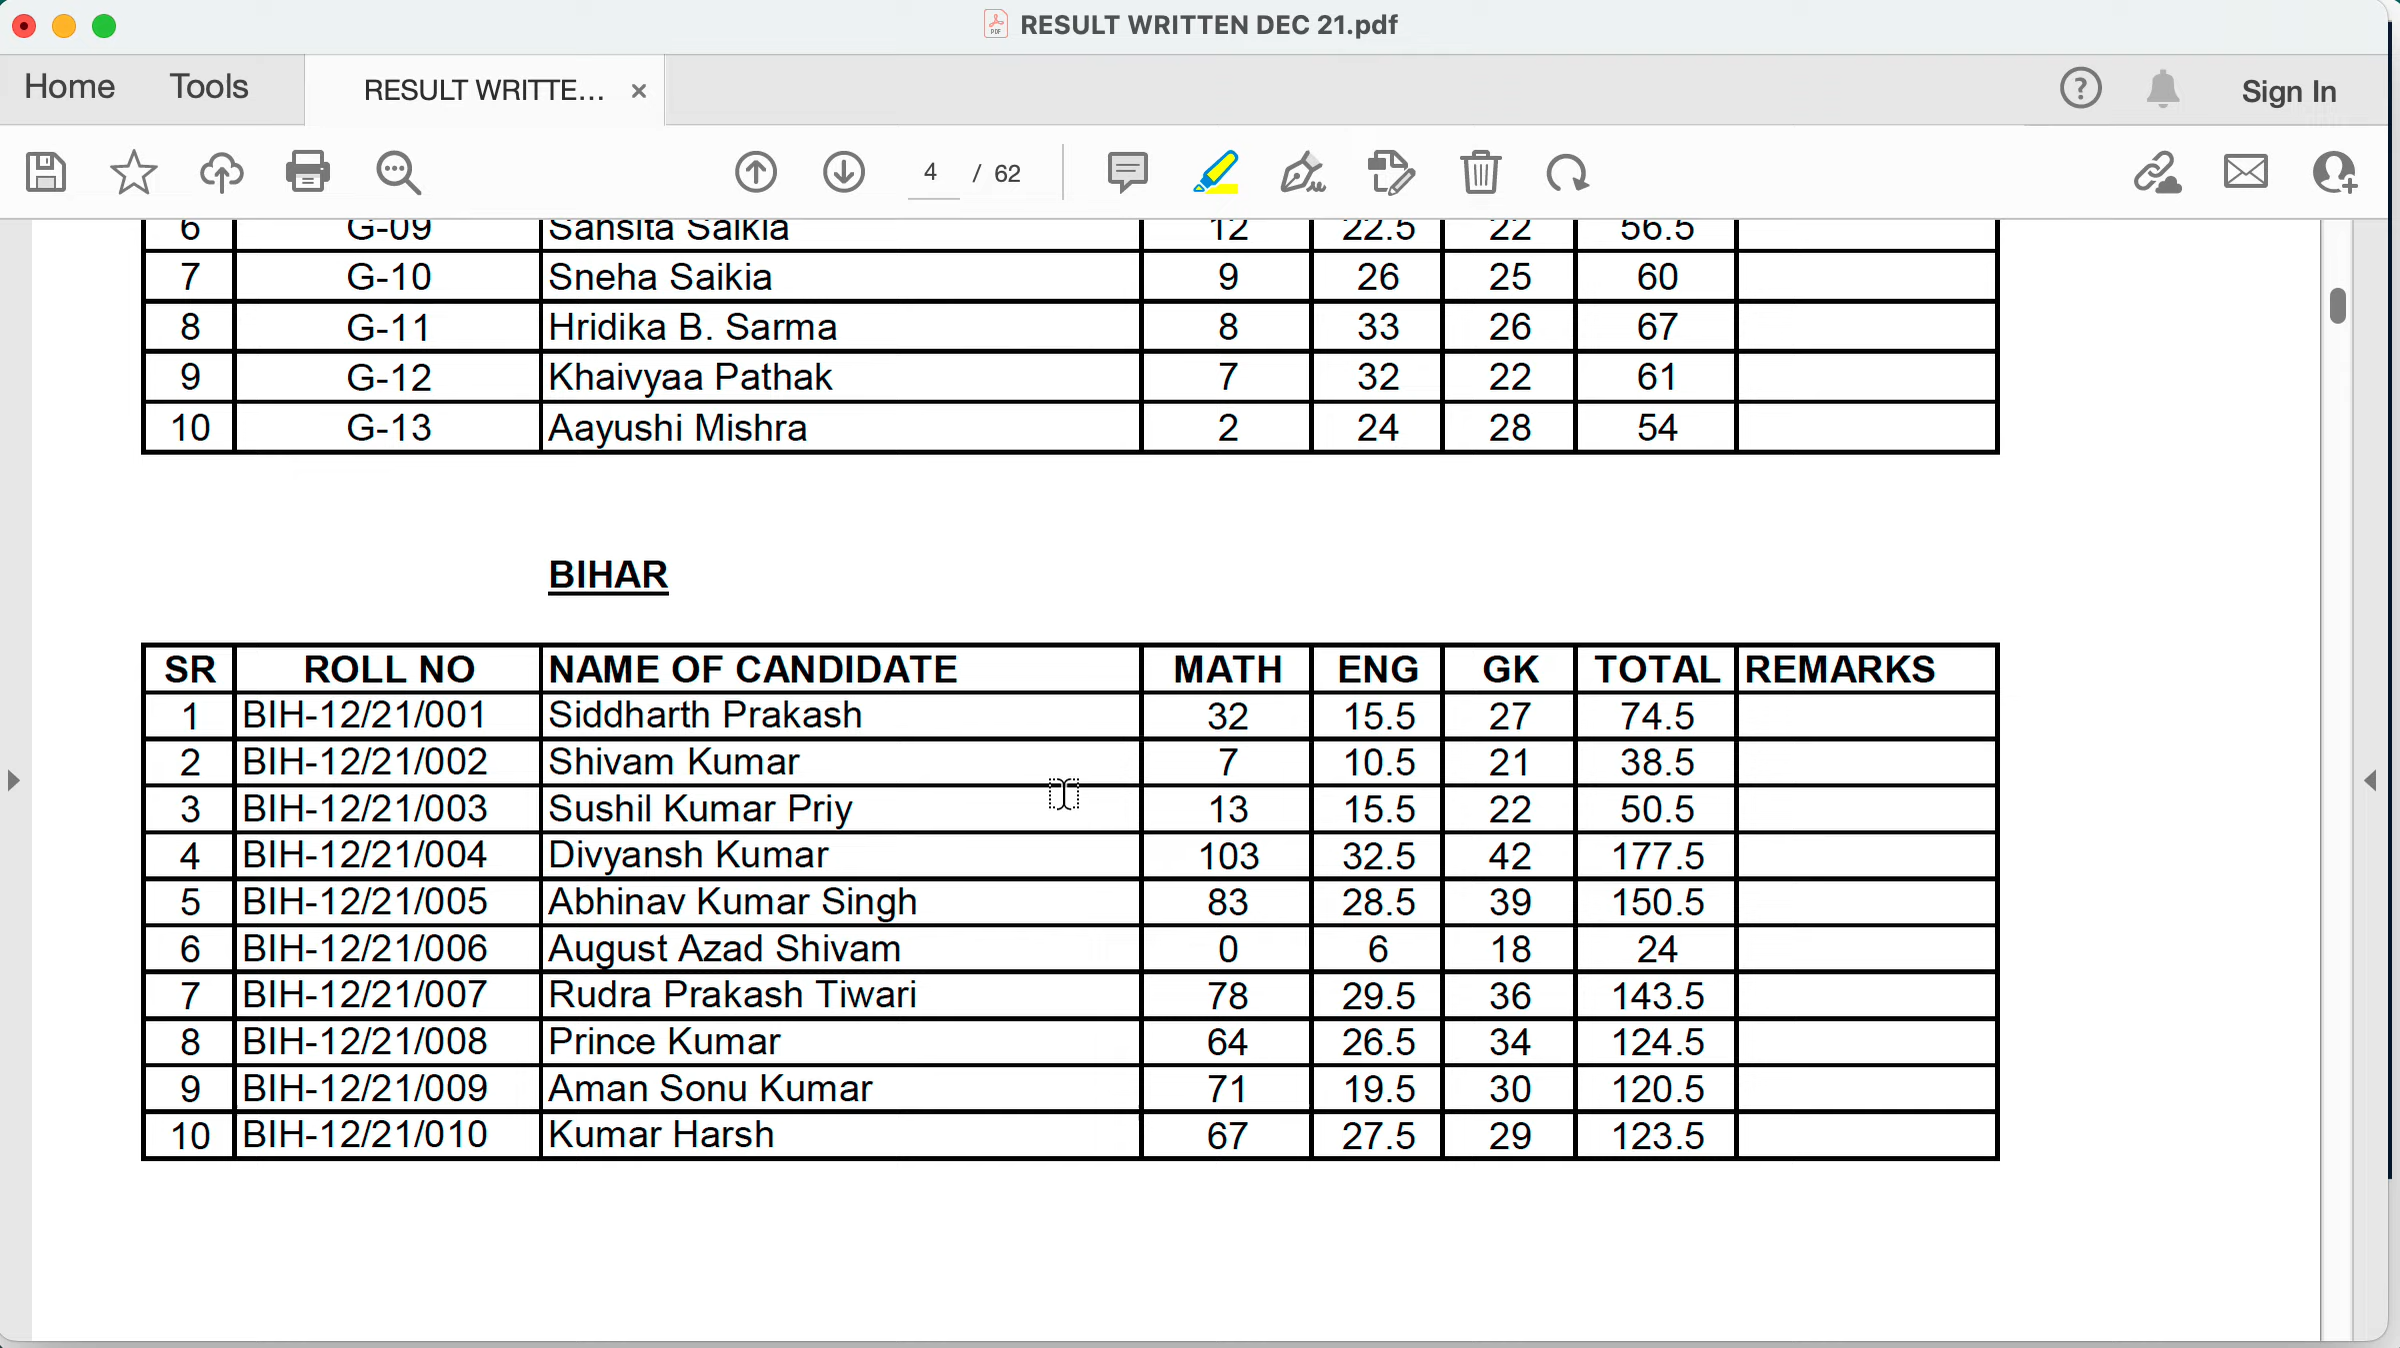 RESULT WRITTEN DEC 21.pdf
Home Tools RESULT WRITTE... × ? Sign In
4 / 62
6 G-09 Sansita Saikia 12 22.5 22 56.5
7 G-10 Sneha Saikia 9 26 25 60
8 G-11 Hridika B. Sarma 8 33 26 67
9 G-12 Khaivyaa Pathak 7 32 22 61
10 G-13 Aayushi Mishra 2 24 28 54
BIHAR
SR ROLL NO NAME OF CANDIDATE MATH ENG GK TOTAL REMARKS
1 BIH-12/21/001 Siddharth Prakash 32 15.5 27 74.5
2 BIH-12/21/002 Shivam Kumar 7 10.5 21 38.5
3 BIH-12/21/003 Sushil Kumar Priy 13 15.5 22 50.5
4 BIH-12/21/004 Divyansh Kumar 103 32.5 42 177.5
5 BIH-12/21/005 Abhinav Kumar Singh 83 28.5 39 150.5
6 BIH-12/21/006 August Azad Shivam 0 6 18 24
7 BIH-12/21/007 Rudra Prakash Tiwari 78 29.5 36 143.5
8 BIH-12/21/008 Prince Kumar 64 26.5 34 124.5
9 BIH-12/21/009 Aman Sonu Kumar 71 19.5 30 120.5
10 BIH-12/21/010 Kumar Harsh 67 27.5 29 123.5